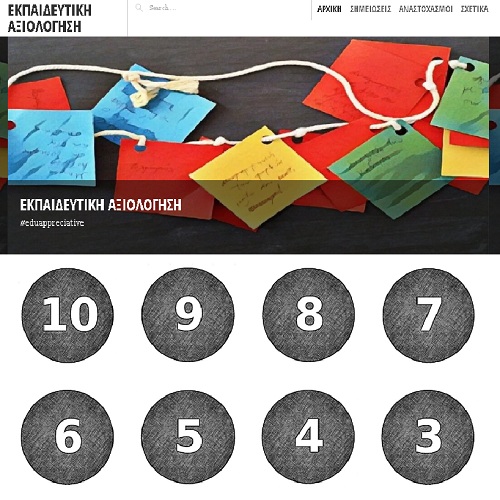 ΕΚΠΑΙΔΕΥΤΙΚΗ
ΑΞΙΟΛΟΓΗΣΗ
Search...
ΑΡΧΙΚΗ ΣΗΜΕΙΩΣΕΙΣ ΑΝΑΣΤΟΧΑΣΜΟΙ ΣΧΕΤΙΚΑ
ΕΚΠΑΙΔΕΥΤΙΚΗ ΑΞΙΟΛΟΓΗΣΗ
#eduappreciative
10 9 8 7
6 5 4 3